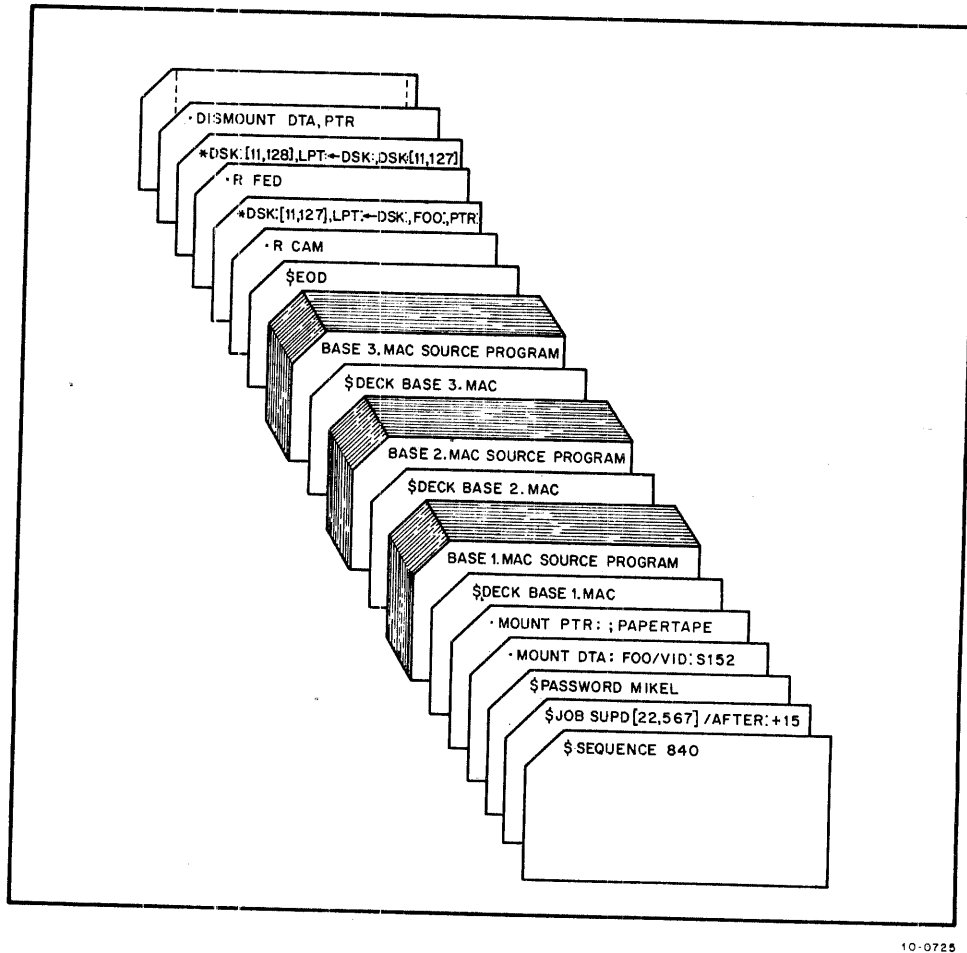 · DISMOUNT DTA, PTR
*DSK:[11,128],LPT:←DSK:,DSK:[11,127]
· R FED
*DSK:[11,127],LPT:←DSK:,FOO:,PTR:
· R CAM
$EOD
BASE 3.MAC SOURCE PROGRAM
$DECK BASE 3.MAC
BASE 2.MAC SOURCE PROGRAM
$DECK BASE 2.MAC
BASE 1.MAC SOURCE PROGRAM
$DECK BASE 1.MAC
· MOUNT PTR: ; PAPERTAPE
· MOUNT DTA: FOO/VID:S152
$PASSWORD MIKEL
$JOB SUPD [22,567] /AFTER:+15
$SEQUENCE 840
10-0725